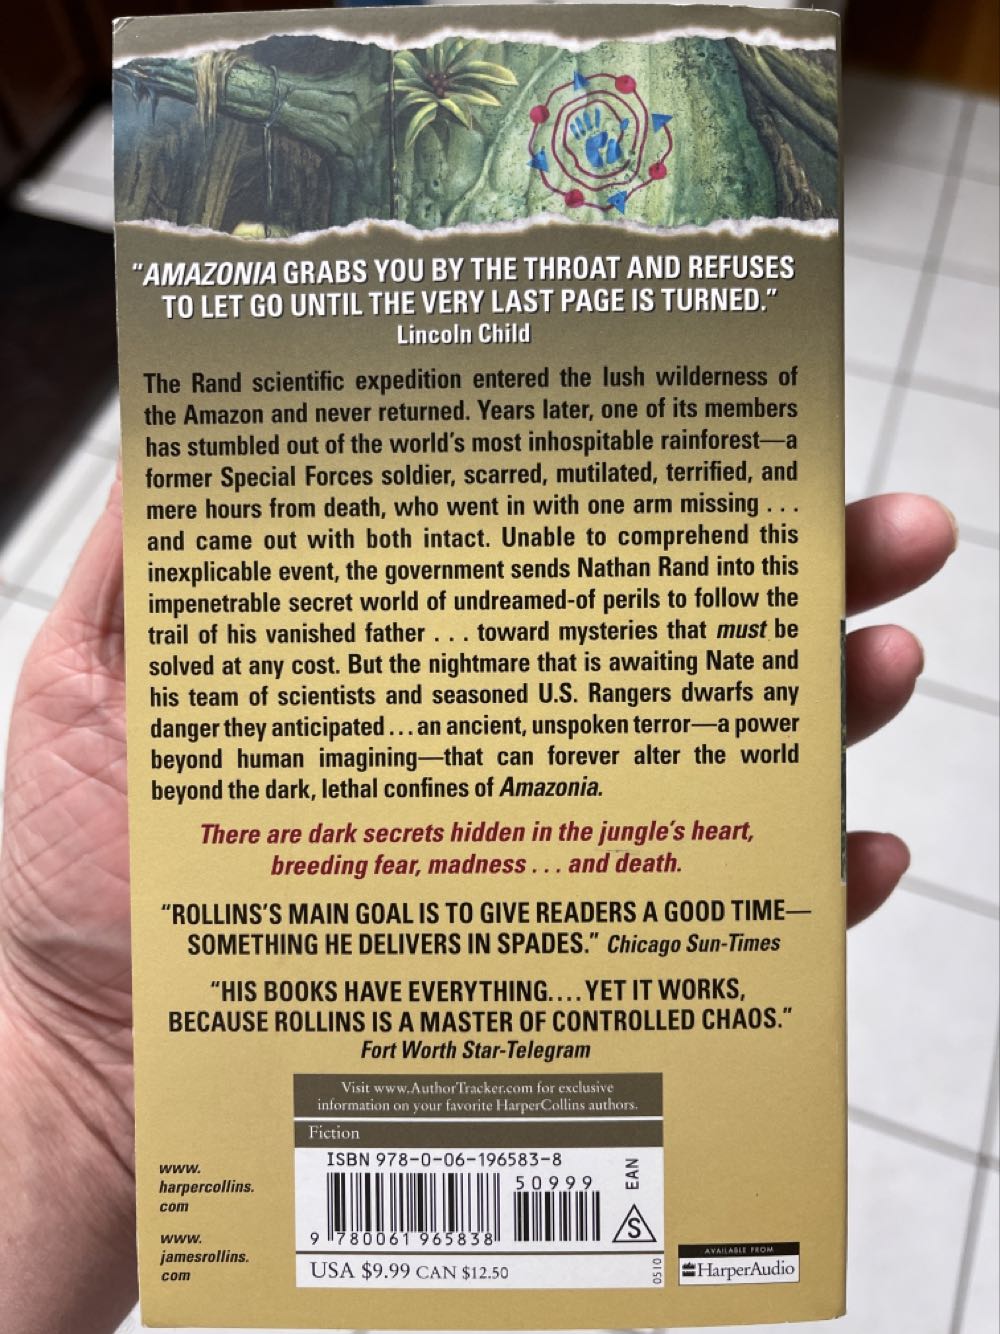 "AMAZONIA GRABS YOU BY THE THROAT AND REFUSES
TO LET GO UNTIL THE VERY LAST PAGE IS TURNED."
Lincoln Child
The Rand scientific expedition entered the lush wilderness of
the Amazon and never returned. Years later, one of its members
has stumbled out of the world's most inhospitable rainforest—a
former Special Forces soldier, scarred, mutilated, terrified, and
mere hours from death, who went in with one arm missing . . .
and came out with both intact. Unable to comprehend this
inexplicable event, the government sends Nathan Rand into this
impenetrable secret world of undreamed-of perils to follow the
trail of his vanished father . . . toward mysteries that must be
solved at any cost. But the nightmare that is awaiting Nate and
his team of scientists and seasoned U.S. Rangers dwarfs any
danger they anticipated . . . an ancient, unspoken terror—a power
beyond human imagining—that can forever alter the world
beyond the dark, lethal confines of Amazonia.
There are dark secrets hidden in the jungle's heart,
breeding fear, madness . . . and death.
"ROLLINS'S MAIN GOAL IS TO GIVE READERS A GOOD TIME—
SOMETHING HE DELIVERS IN SPADES." Chicago Sun-Times
"HIS BOOKS HAVE EVERYTHING.... YET IT WORKS,
BECAUSE ROLLINS IS A MASTER OF CONTROLLED CHAOS."
Fort Worth Star-Telegram
Visit www.AuthorTracker.com for exclusive
information on your favorite HarperCollins authors.
Fiction
ISBN 978-0-06-196583-8
50999
EAN
S
9 780061 965838
USA $9.99 CAN $12.50
0510
www.
harpercollins.
com
www.
jamesrollins.
com
AVAILABLE FROM
HarperAudio